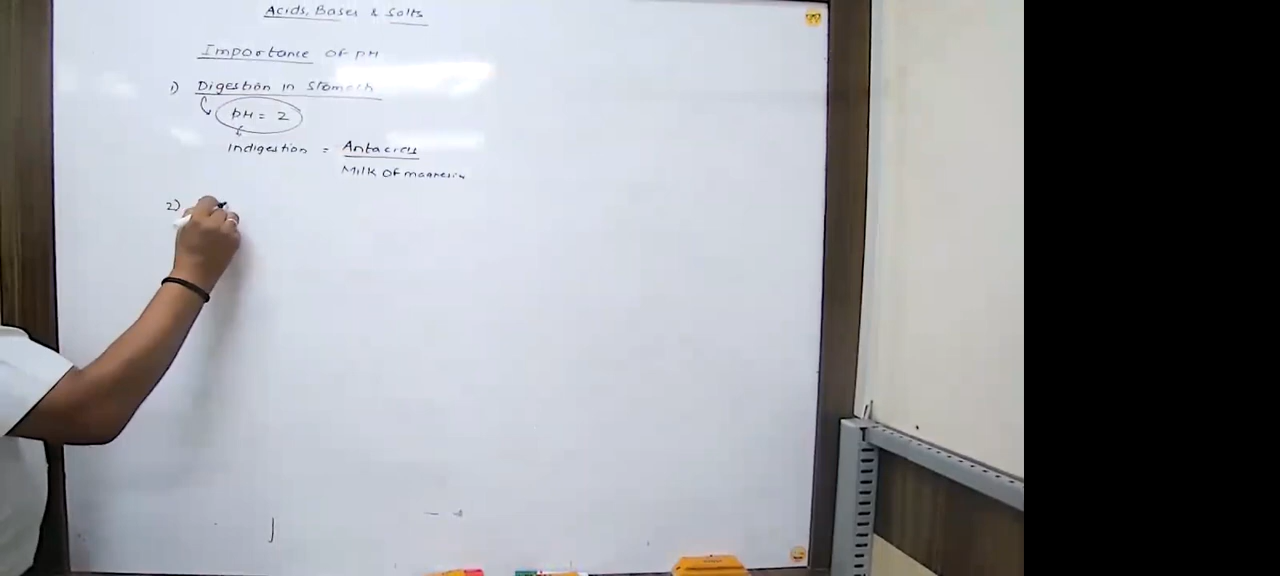 Acids, Bases & Salts
Importance of pH
1) Digestion in Stomach
pH = 2
Indigestion = Antacids
Milk of magnesia
2)